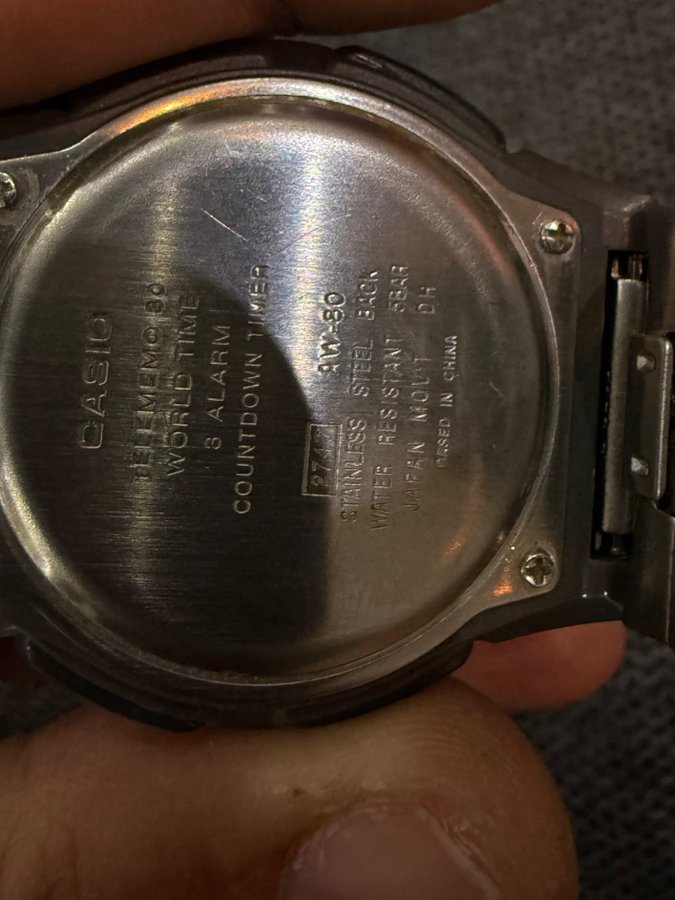 CASIO
TELEMEMO 30
WORLD TIME
3 ALARM
COUNTDOWN TIMER
2747 AW-80
STAINLESS STEEL BACK
WATER RESISTANT 5BAR
JAPAN MOV'T DH
CASED IN CHINA